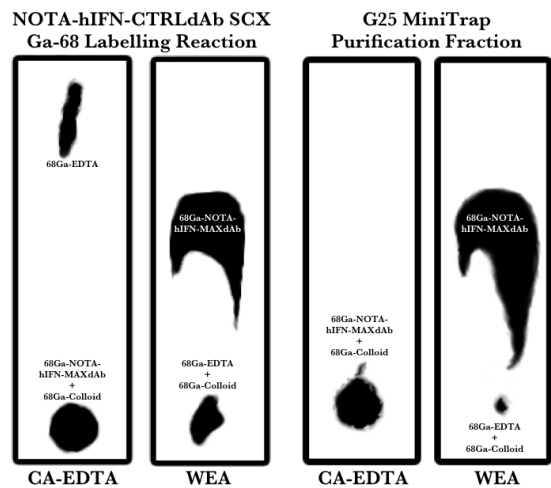 NOTA-hIFN-CTRLdAb SCX
Ga-68 Labelling Reaction
G25 MiniTrap
Purification Fraction
68Ga-EDTA
68Ga-NOTA-
hIFN-MAXdAb
+
68Ga-Colloid
CA-EDTA
68Ga-NOTA-
hIFN-MAXdAb
68Ga-EDTA
+
68Ga-Colloid
WEA
68Ga-NOTA-
hIFN-MAXdAb
+
68Ga-Colloid
CA-EDTA
68Ga-NOTA-
hIFN-MAXdAb
68Ga-EDTA
+
68Ga-Colloid
WEA